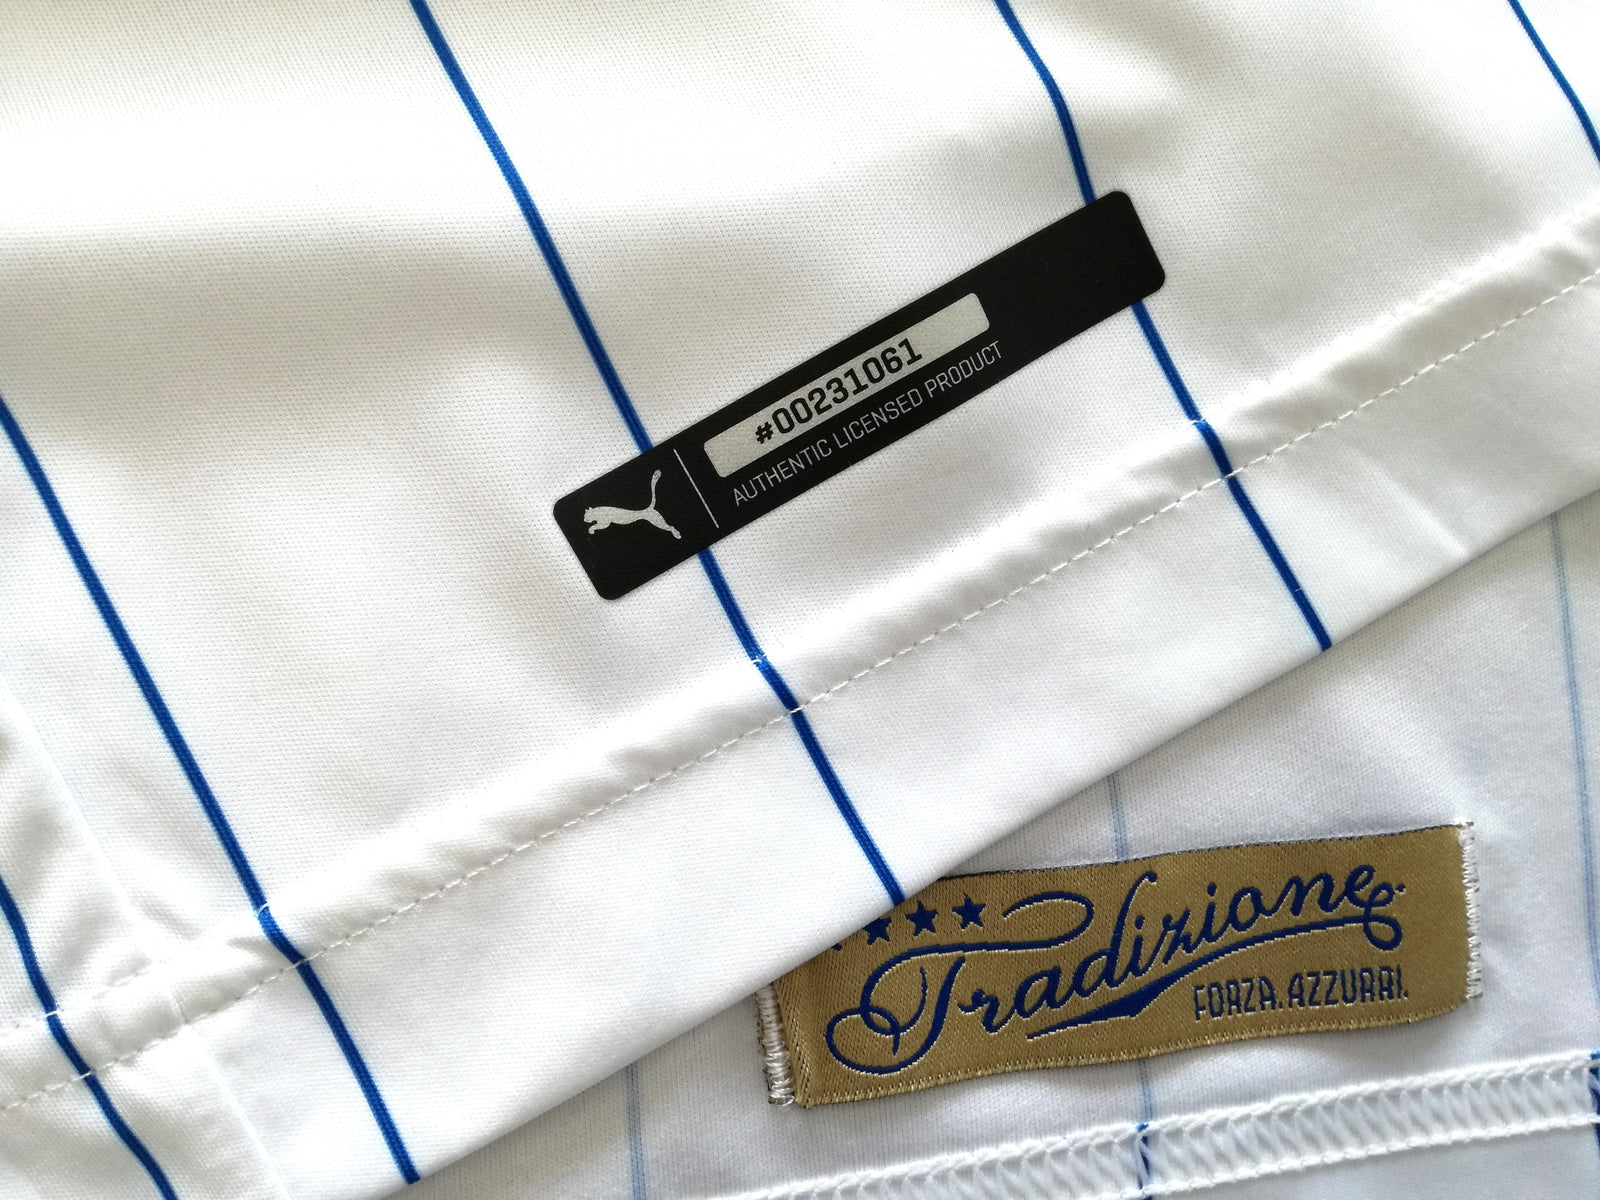 #00231061
AUTHENTIC LICENSED PRODUCT
Tradizione
FORZA.AZZURRI.